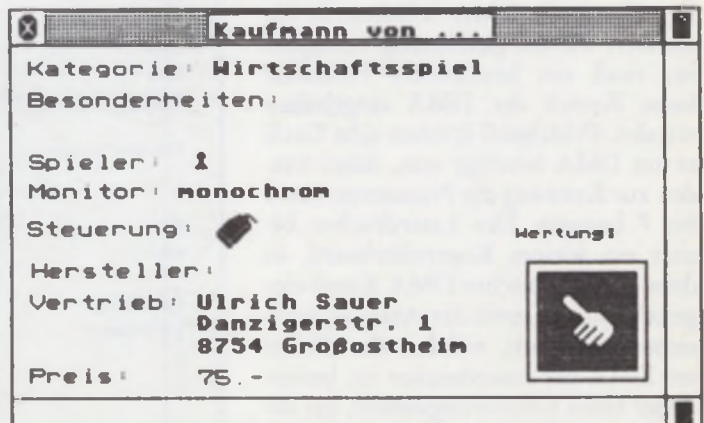 Kaufmann von ...
Kategorie: Wirtschaftsspiel
Besonderheiten:
Spieler:
Monitor: monochrom
Steuerung:
Wertung:
Hersteller:
Vertrieb: Ulrich Sauer
Danzigerstr. 1
8754 Großostheim
Preis: 75.-